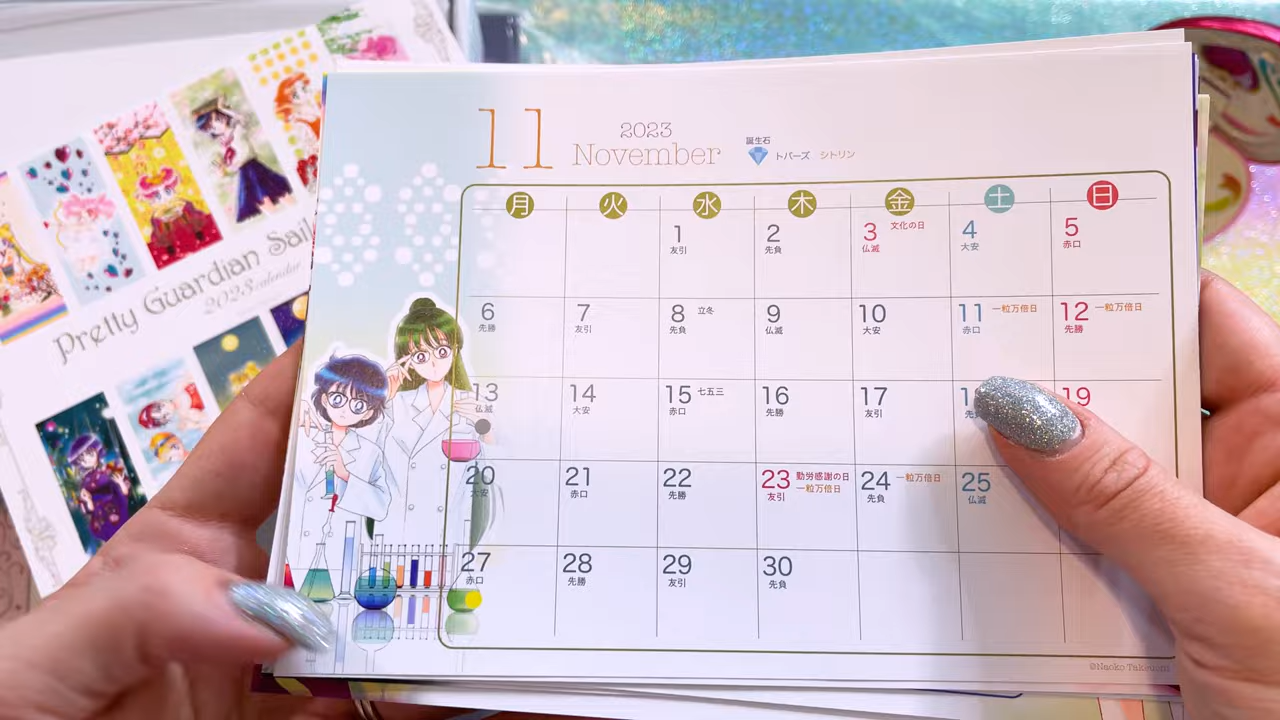 Pretty Guardian Sail
2023 calendar
11
2023
November
誕生石
トパーズ シトリン
月 火 水 木 金 土 日
1 2 3 文化の日 4 5
友引 先負 仏滅 大安 赤口
6 7 8 立冬 9 10 11 一粒万倍日 12 一粒万倍日
先勝 友引 先負 仏滅 大安 赤口 先勝
13 14 15 七五三 16 17 19
仏滅 大安 赤口 先勝 友引
20 21 22 23 勤労感謝の日 24 一粒万倍日 25
一粒万倍日
大安 赤口 先勝 友引 先負 仏滅
27 28 29 30
赤口 先勝 友引 先負
©Naoko Takeuchi